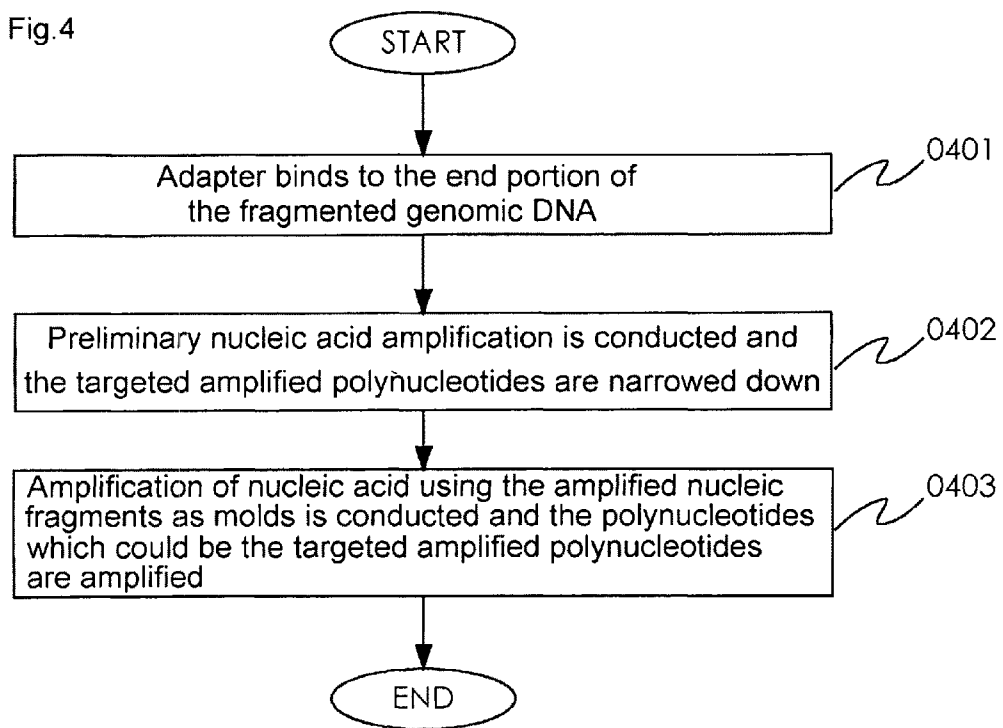 Fig.4
START
0401
Adapter binds to the end portion of
the fragmented genomic DNA
0402
Preliminary nucleic acid amplification is conducted and
the targeted amplified polynucleotides are narrowed down
0403
Amplification of nucleic acid using the amplified nucleic
fragments as molds is conducted and the polynucleotides
which could be the targeted amplified polynucleotides
are amplified
END